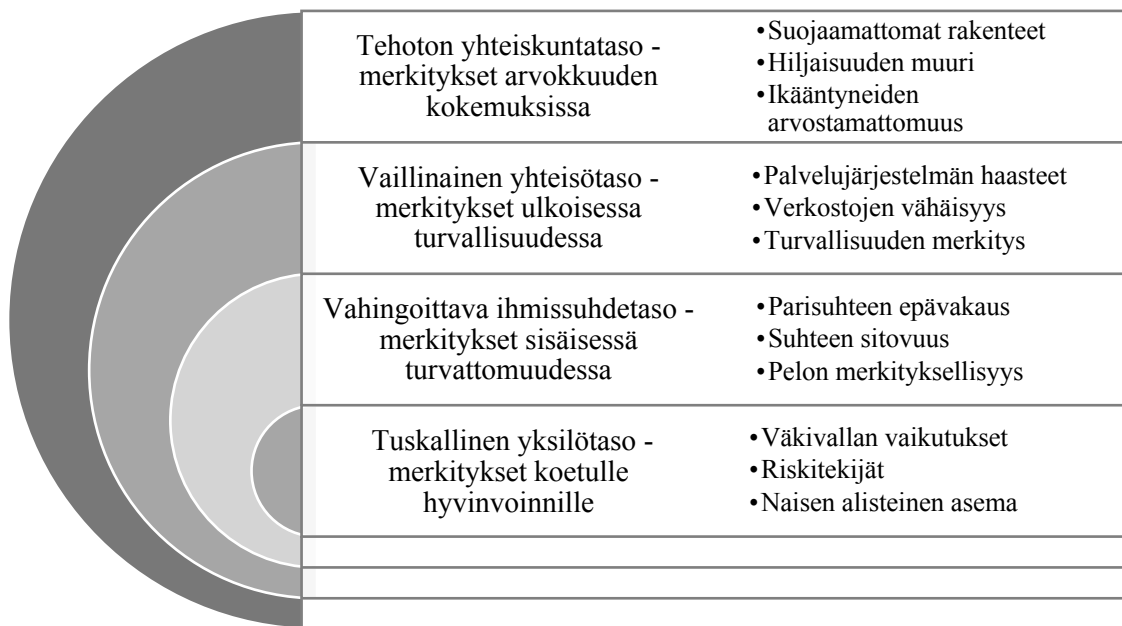 Tehoton yhteiskuntataso -
merkitykset arvokkuuden
kokemuksissa
•Suojaamattomat rakenteet
•Hiljaisuuden muuri
•Ikääntyneiden
arvostamattomuus
Vaillinainen yhteisötaso -
merkitykset ulkoisessa
turvallisuudessa
•Palvelujärjestelmän haasteet
•Verkostojen vähäisyys
•Turvallisuuden merkitys
Vahingoittava ihmissuhdetaso -
merkitykset sisäisessä
turvattomuudessa
•Parisuhteen epävakaus
•Suhteen sitovuus
•Pelon merkityksellisyys
Tuskallinen yksilötaso -
merkitykset koetulle
hyvinvoinnille
•Väkivallan vaikutukset
•Riskitekijät
•Naisen alisteinen asema